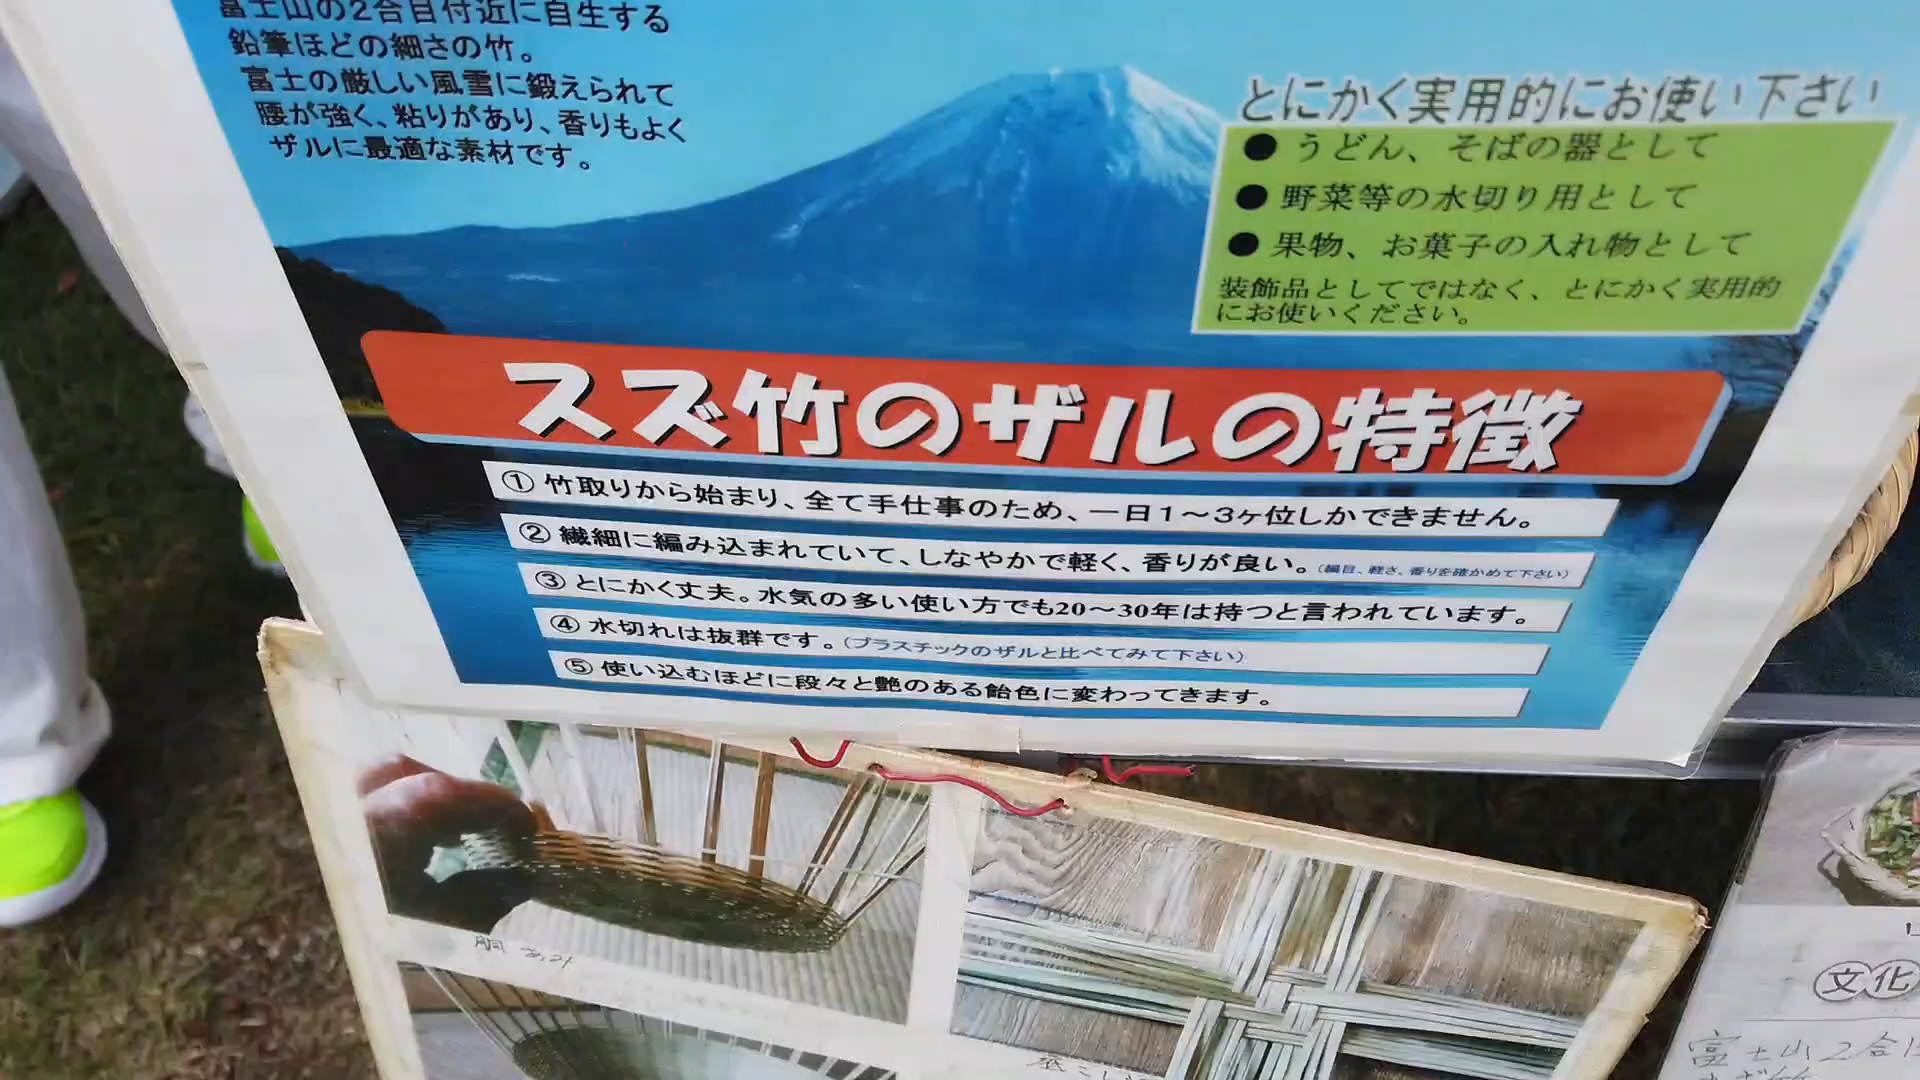 富士山の2合目付近に自生する
鉛筆ほどの細さの竹。
富士の厳しい風雪に鍛えられて
腰が強く、粘りがあり、香りもよく
ザルに最適な素材です。
とにかく実用的にお使い下さい
● うどん、そばの器として
● 野菜等の水切り用として
● 果物、お菓子の入れ物として
装飾品としてではなく、とにかく実用的
にお使いください。
スズ竹のザルの特徴
① 竹取りから始まり、全て手仕事のため、一日1～3ヶ位しかできません。
② 繊細に編み込まれていて、しなやかで軽く、香りが良い。(編目、軽さ、香りを確かめて下さい)
③ とにかく丈夫。水気の多い使い方でも20～30年は持つと言われています。
④ 水切れは抜群です。(プラスチックのザルと比べてみて下さい)
⑤ 使い込むほどに段々と艶のある飴色に変わってきます。
胴 あみ
文化
富士山2合